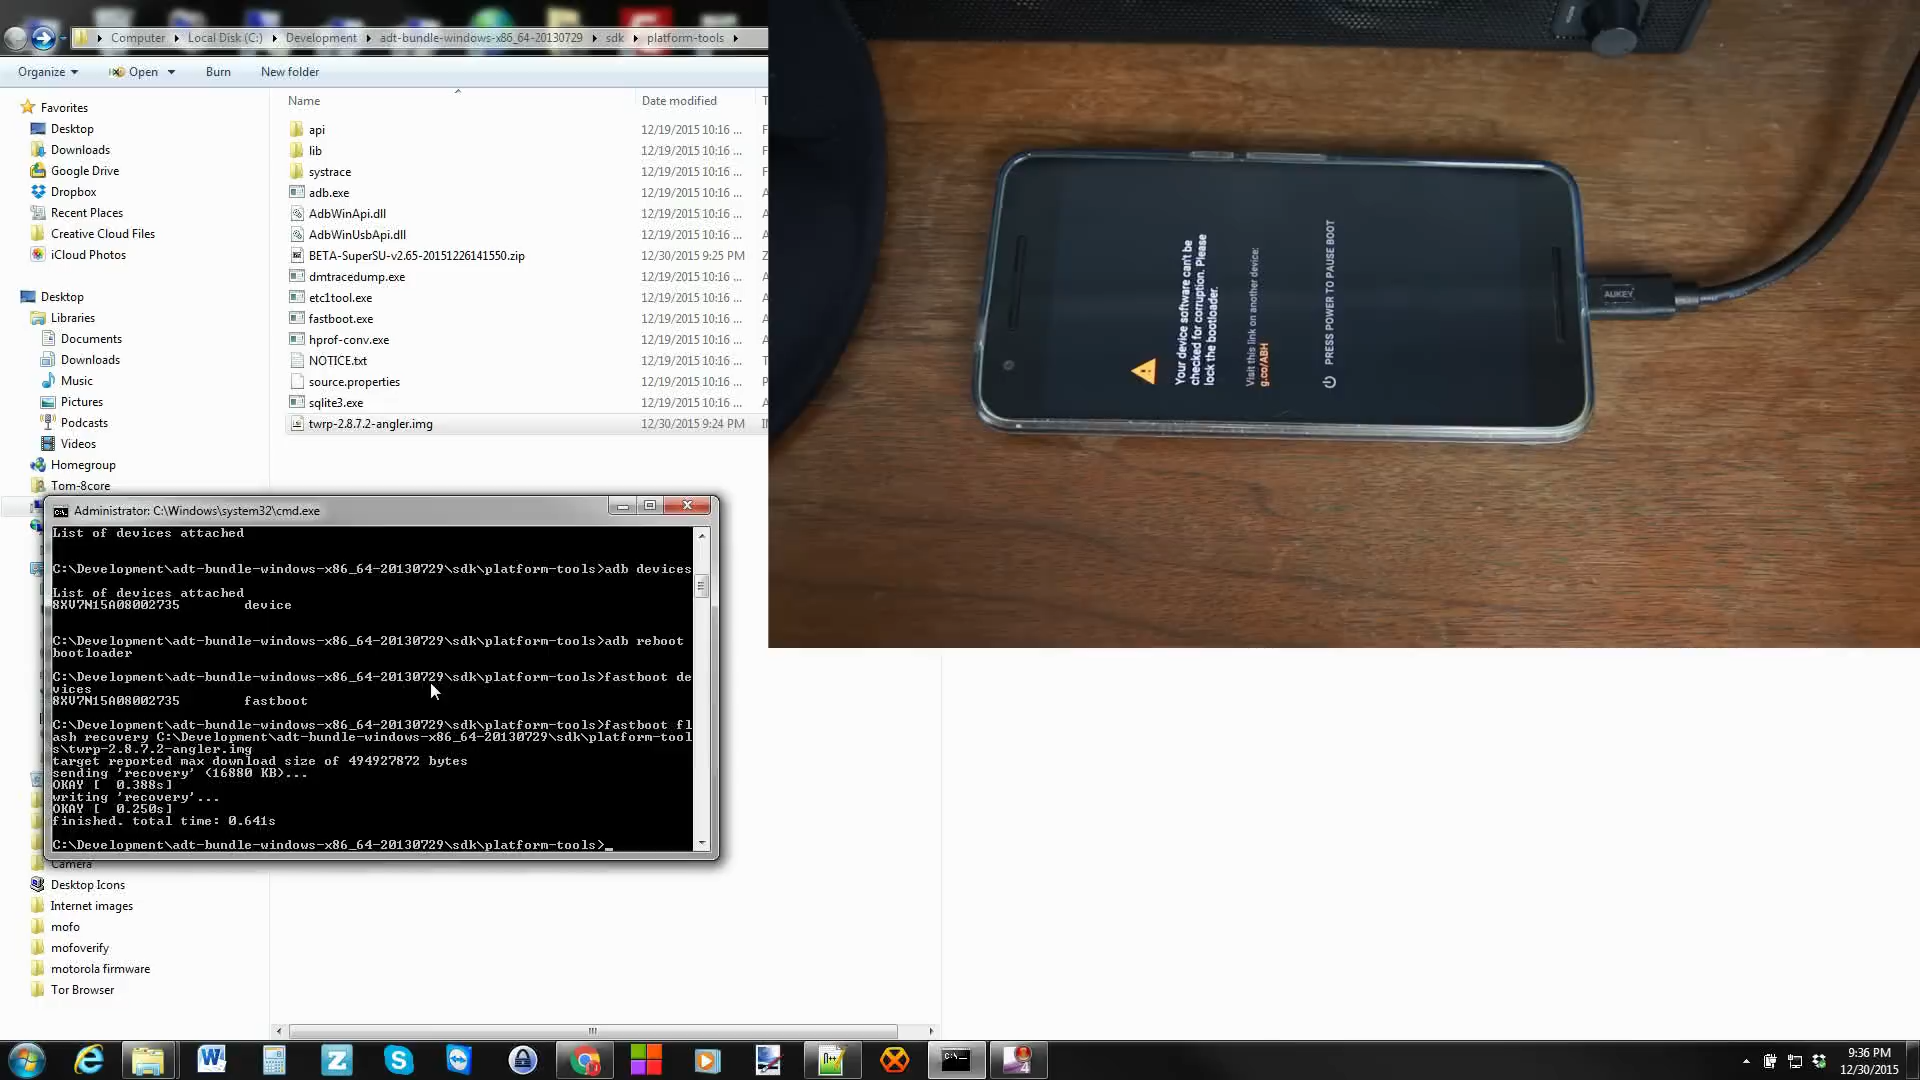 Computer
Local Disk (C:)
Development
adt-bundle-windows-x86_64-20130729
sdk
platform-tools
Organize
Open
Burn
New folder
Name
Date modified
Favorites
Desktop
Downloads
Google Drive
Dropbox
Recent Places
Creative Cloud Files
iCloud Photos
Desktop
Libraries
Documents
Downloads
Music
Pictures
Podcasts
Videos
Homegroup
Tom-8core
Camera
Desktop Icons
Internet images
mofo
mofoverify
motorola firmware
Tor Browser
api 12/19/2015 10:16 ...
lib 12/19/2015 10:16 ...
systrace 12/19/2015 10:16 ...
adb.exe 12/19/2015 10:16 ...
AdbWinApi.dll 12/19/2015 10:16 ...
AdbWinUsbApi.dll 12/19/2015 10:16 ...
BETA-SuperSU-v2.65-20151226141550.zip 12/30/2015 9:25 PM
dmtracedump.exe 12/19/2015 10:16 ...
etc1tool.exe 12/19/2015 10:16 ...
fastboot.exe 12/19/2015 10:16 ...
hprof-conv.exe 12/19/2015 10:16 ...
NOTICE.txt 12/19/2015 10:16 ...
source.properties 12/19/2015 10:16 ...
sqlite3.exe 12/19/2015 10:16 ...
twrp-2.8.7.2-angler.img 12/30/2015 9:24 PM
Administrator: C:\Windows\system32\cmd.exe
List of devices attached
C:\Development\adt-bundle-windows-x86_64-20130729\sdk\platform-tools>adb devices
List of devices attached
8XV7N15A08002735 device
C:\Development\adt-bundle-windows-x86_64-20130729\sdk\platform-tools>adb reboot
bootloader
C:\Development\adt-bundle-windows-x86_64-20130729\sdk\platform-tools>fastboot de
vices
8XV7N15A08002735 fastboot
C:\Development\adt-bundle-windows-x86_64-20130729\sdk\platform-tools>fastboot fl
ash recovery C:\Development\adt-bundle-windows-x86_64-20130729\sdk\platform-tool
s\twrp-2.8.7.2-angler.img
target reported max download size of 494927872 bytes
sending 'recovery' (16880 KB)...
OKAY [ 0.388s]
writing 'recovery'...
OKAY [ 0.250s]
finished. total time: 0.641s
C:\Development\adt-bundle-windows-x86_64-20130729\sdk\platform-tools>_
Your device software can't be
checked for corruption. Please
lock the bootloader.
Visit this link on another device:
g.co/ABH
PRESS POWER TO PAUSE BOOT
AUKEY
9:36 PM
12/30/2015